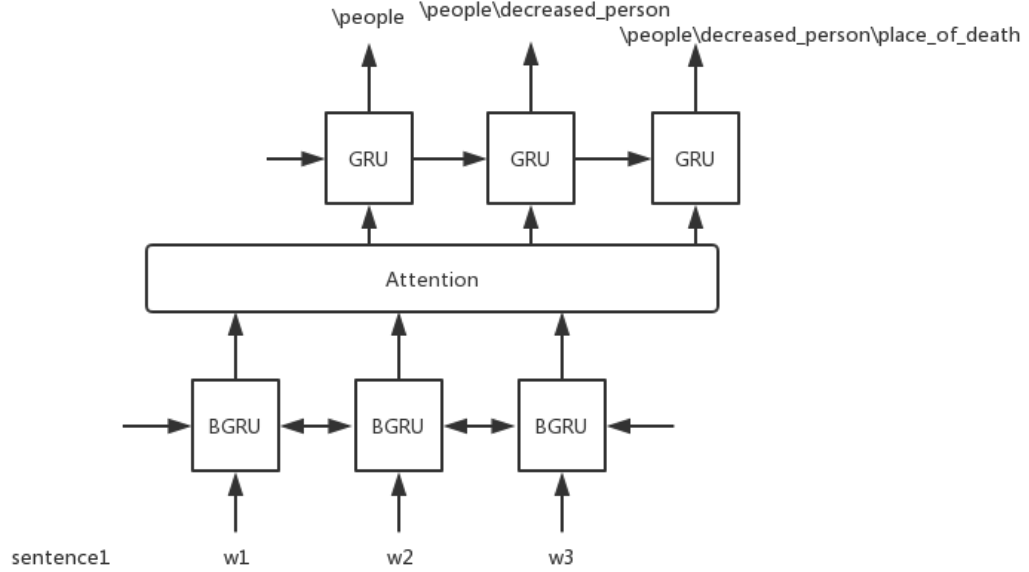 \people
\people\decreased_person
\people\decreased_person\place_of_death
GRU
GRU
GRU
Attention
BGRU
BGRU
BGRU
sentence1
w1
w2
w3